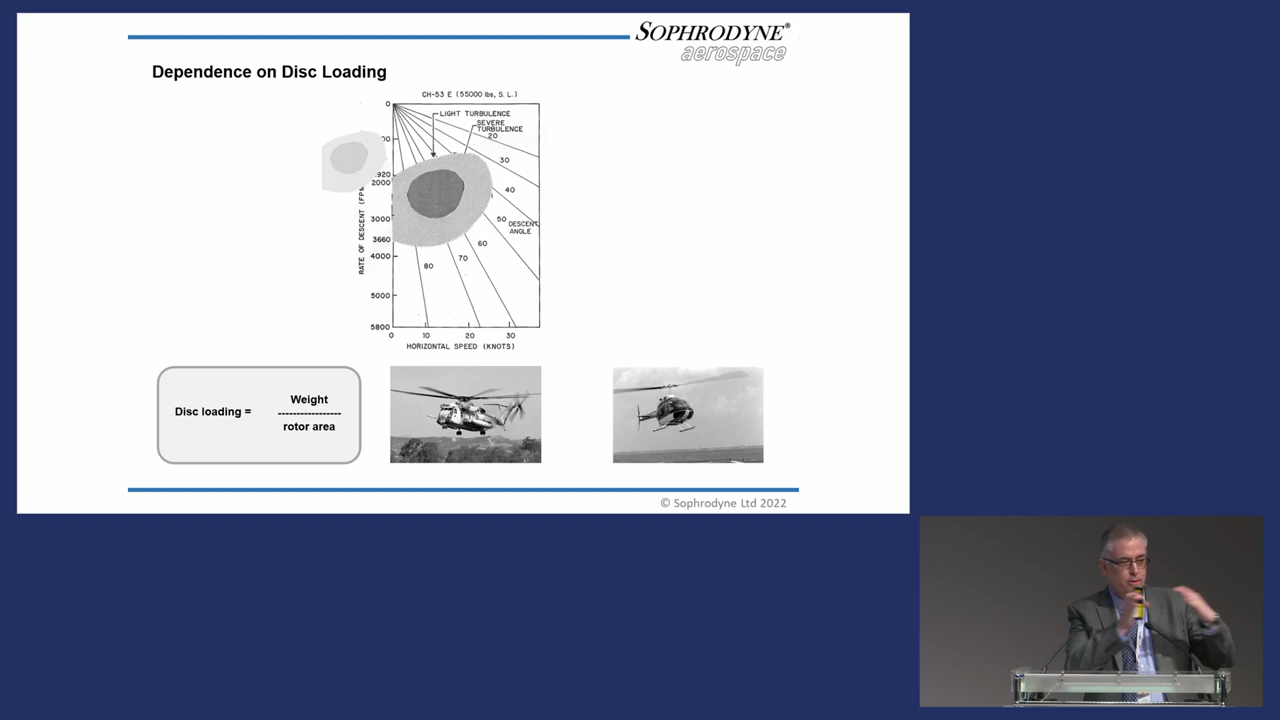 SOPHRODYNE®
aerospace
Dependence on Disc Loading
CH-53 E (55000 lbs, S. L.)
0
LIGHT TURBULENCE
SEVERE
TURBULENCE
20
00
30
920
2000
40
3000
50
DESCENT
ANGLE
3660
60
4000
70
80
5000
5800
0
10
20
30
RATE OF DESCENT (FPM
HORIZONTAL SPEED (KNOTS)
Disc loading =
Weight
----------------
rotor area
© Sophrodyne Ltd 2022